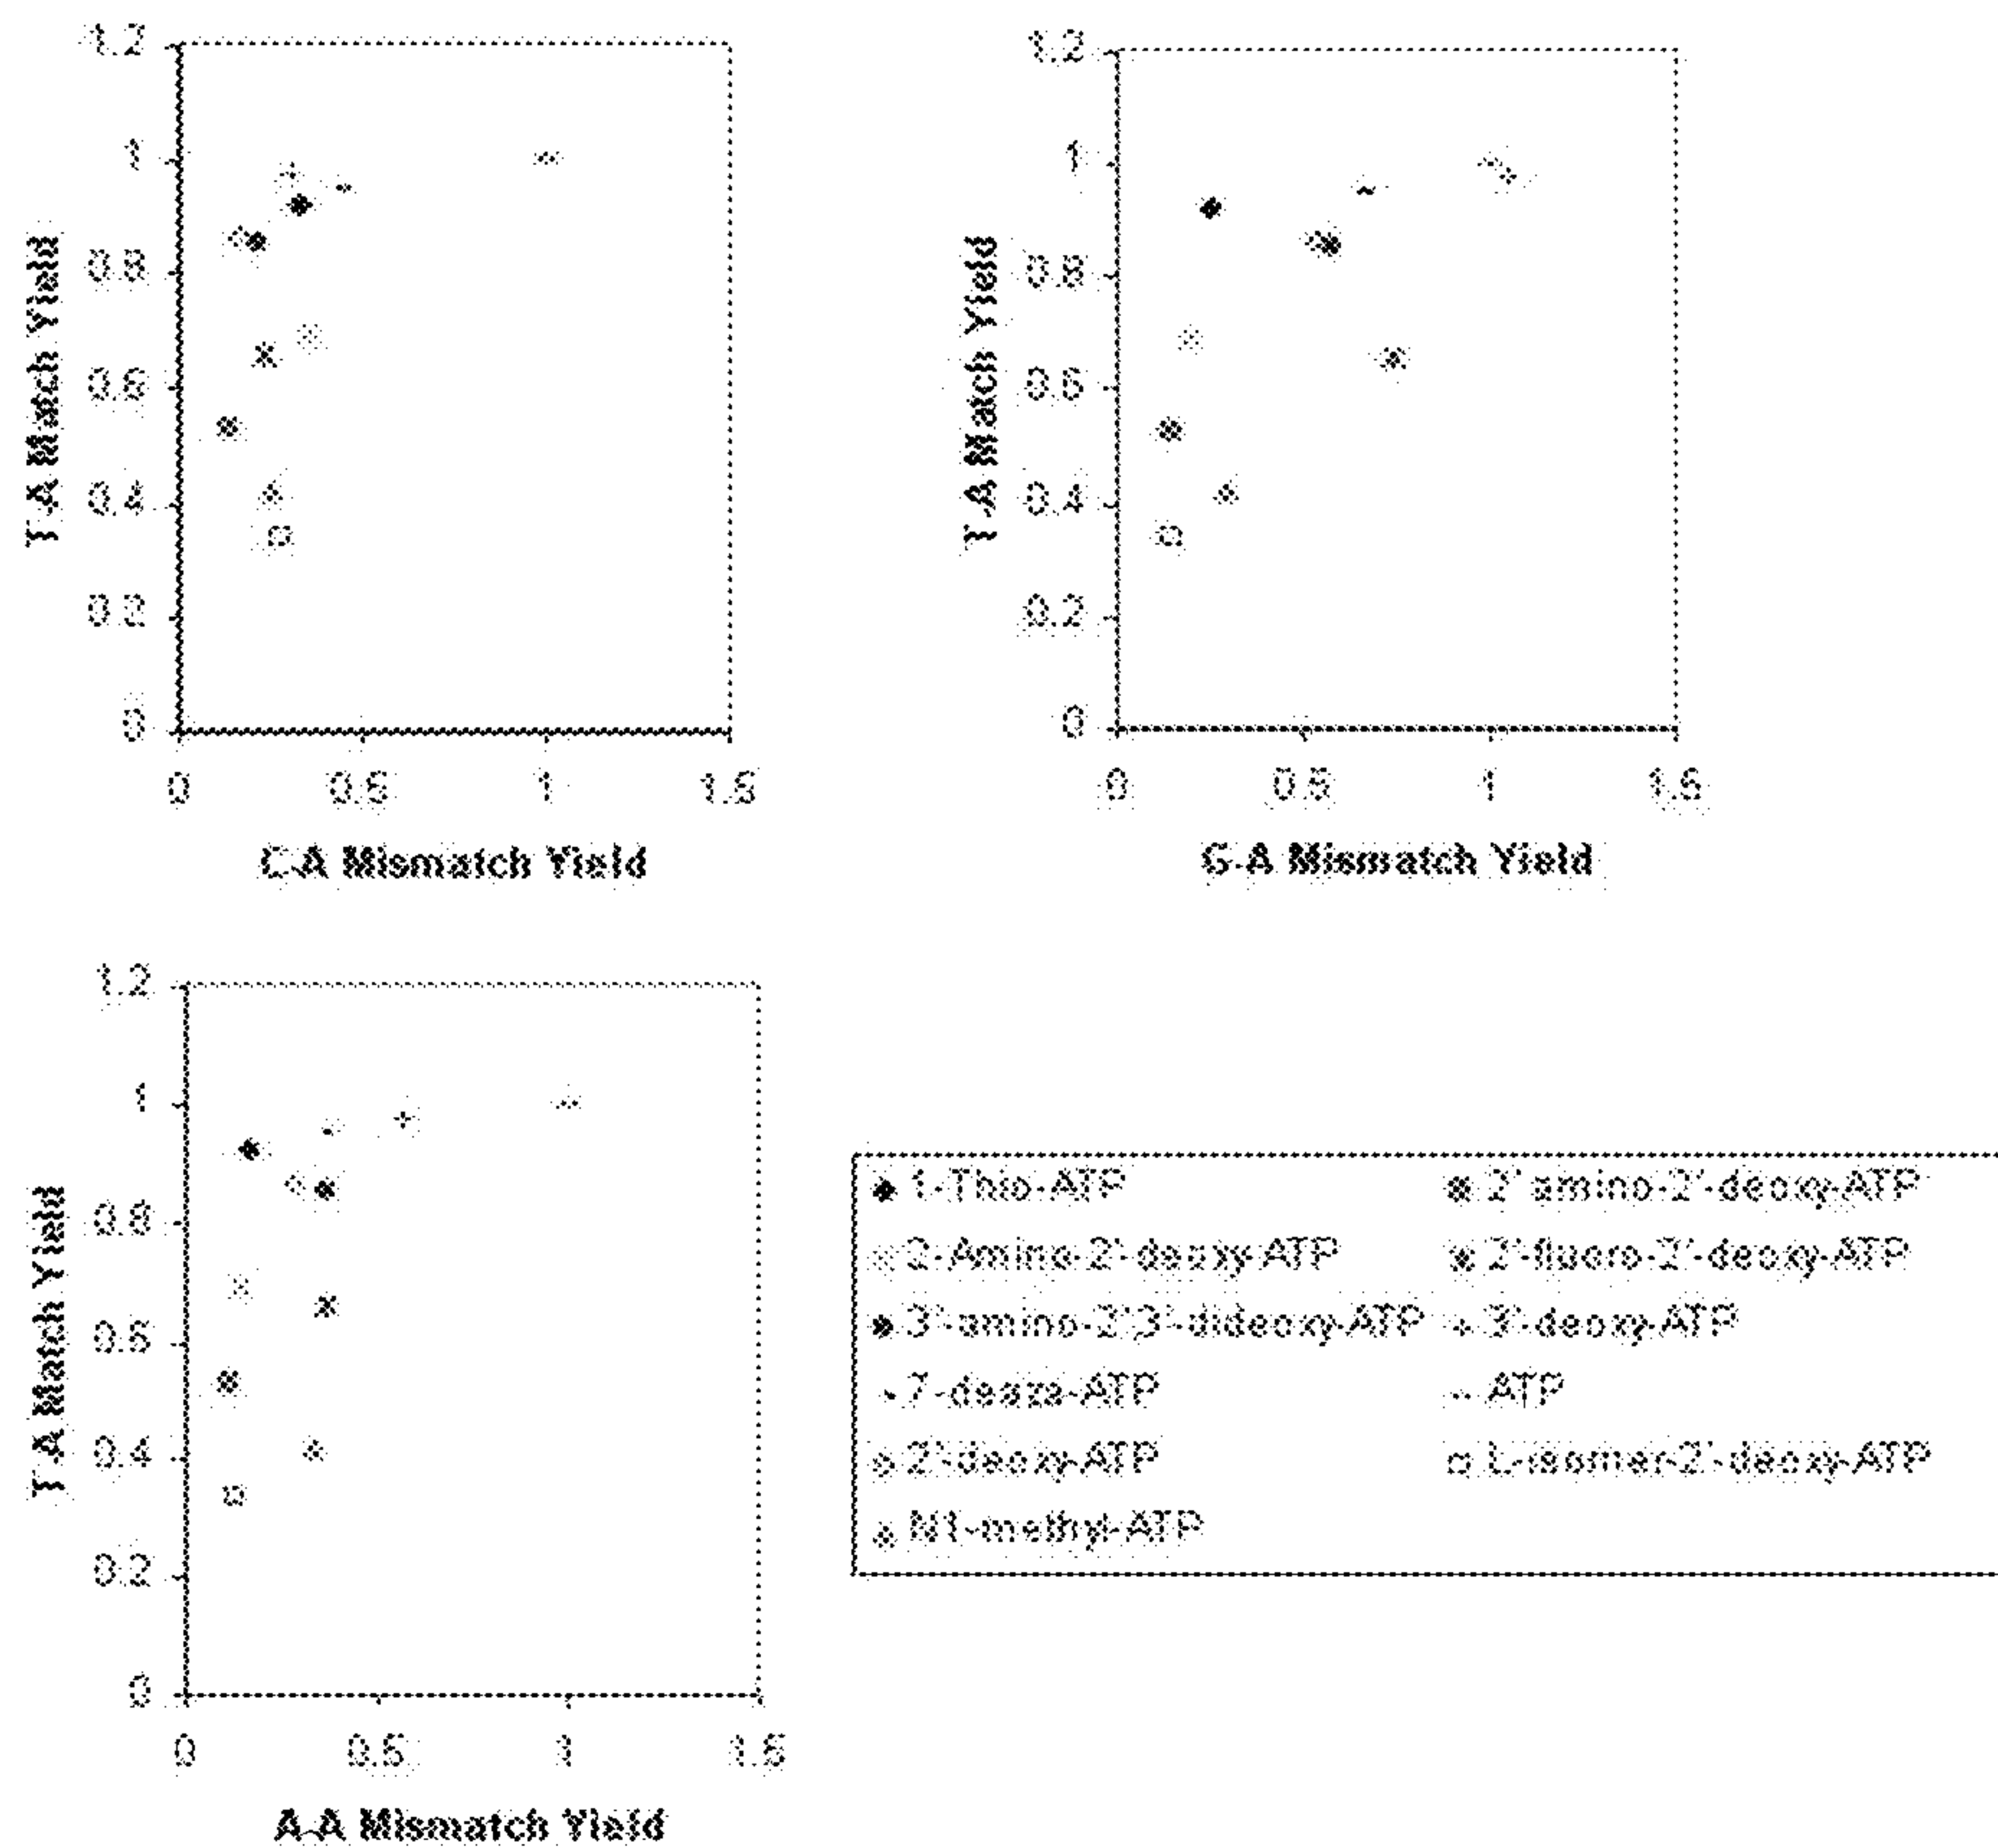 1.2
1
0.8
0.6
0.4
0.2
0
T-A Match Yield
0 0.5 1 1.5
C-A Mismatch Yield
1.2
1
0.8
0.6
0.4
0.2
0
T-A Match Yield
0 0.5 1 1.5
G-A Mismatch Yield
1.2
1
0.8
0.6
0.4
0.2
0
T-A Match Yield
0 0.5 1 1.5
A-A Mismatch Yield
1-Thio-ATP 2'-amino-2'-deoxy-ATP
2-Amino-2'-deoxy-ATP 2'-fluoro-2'-deoxy-ATP
3'-amino-2',3'-dideoxy-ATP 3'-deoxy-ATP
7-deaza-ATP ATP
2'-deoxy-ATP L-isomer-2'-deoxy-ATP
N1-methyl-ATP